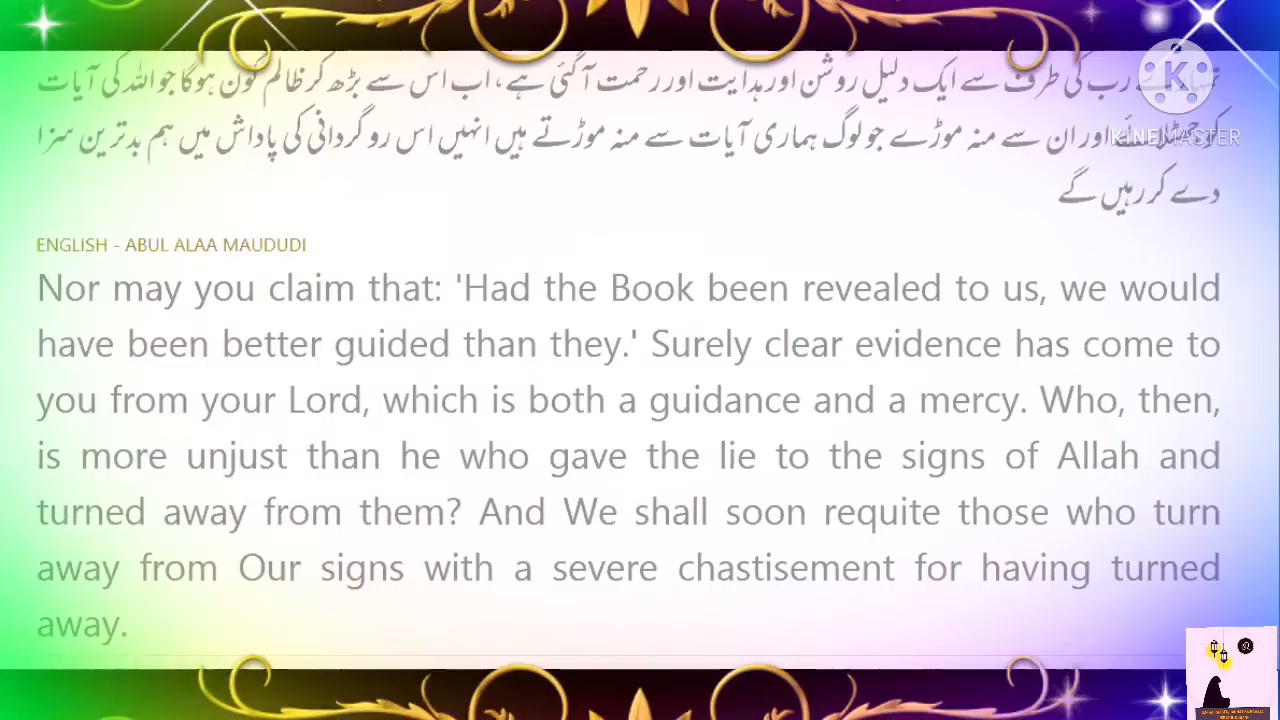 تمہارے رب کی طرف سے ایک دلیل روشن اور ہدایت اور رحمت آ گئی ہے، اب اس سے بڑھ کر ظالم کون ہوگا جو اللہ کی آیات
کو جھٹلائے اور ان سے منہ موڑے جو لوگ ہماری آیات سے منہ موڑتے ہیں انہیں اس رو گردانی کی پاداش میں ہم بدترین سزا
دے کر رہیں گے
K
KINEMASTER
ENGLISH - ABUL ALAA MAUDUDI
Nor may you claim that: 'Had the Book been revealed to us, we would
have been better guided than they.' Surely clear evidence has come to
you from your Lord, which is both a guidance and a mercy. Who, then,
is more unjust than he who gave the lie to the signs of Allah and
turned away from them? And We shall soon requite those who turn
away from Our signs with a severe chastisement for having turned
away.